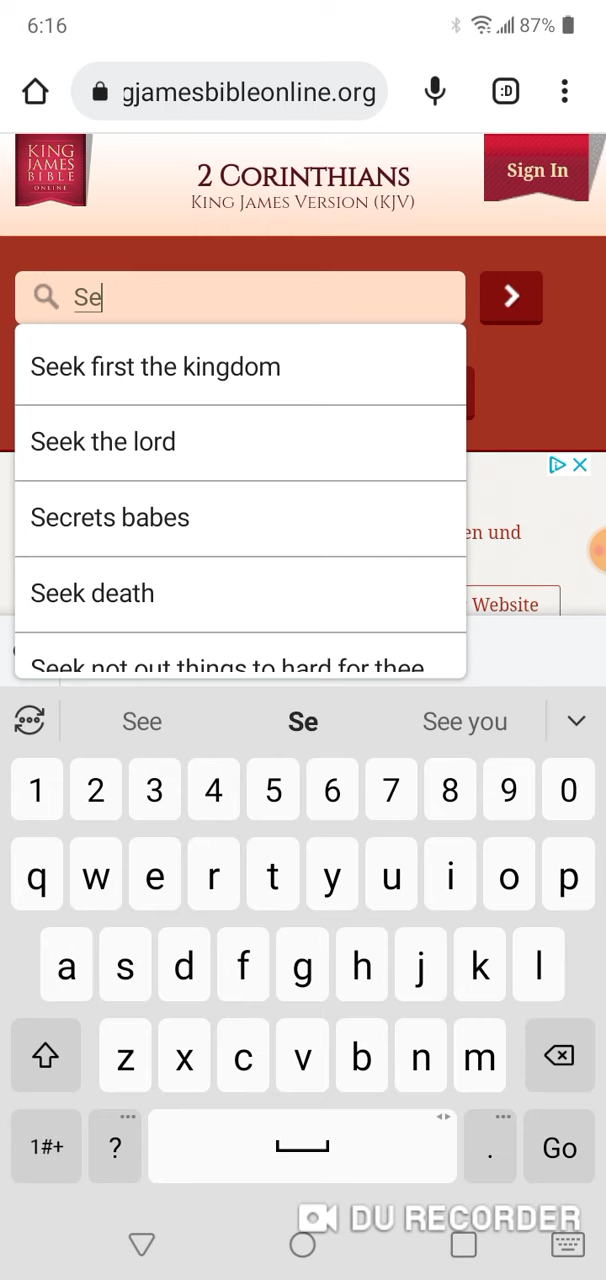 6:16
87%
gjamesbibleonline.org
:D
KING
JAMES
BIBLE
ONLINE
2 CORINTHIANS
KING JAMES VERSION (KJV)
Sign In
Se
Seek first the kingdom
Seek the lord
Secrets babes
Seek death
Seek not out things to hard for thee
en und
Website
See
Se
See you
1 2 3 4 5 6 7 8 9 0
q w e r t y u i o p
a s d f g h j k l
z x c v b n m
1#+ ? . Go
DU RECORDER